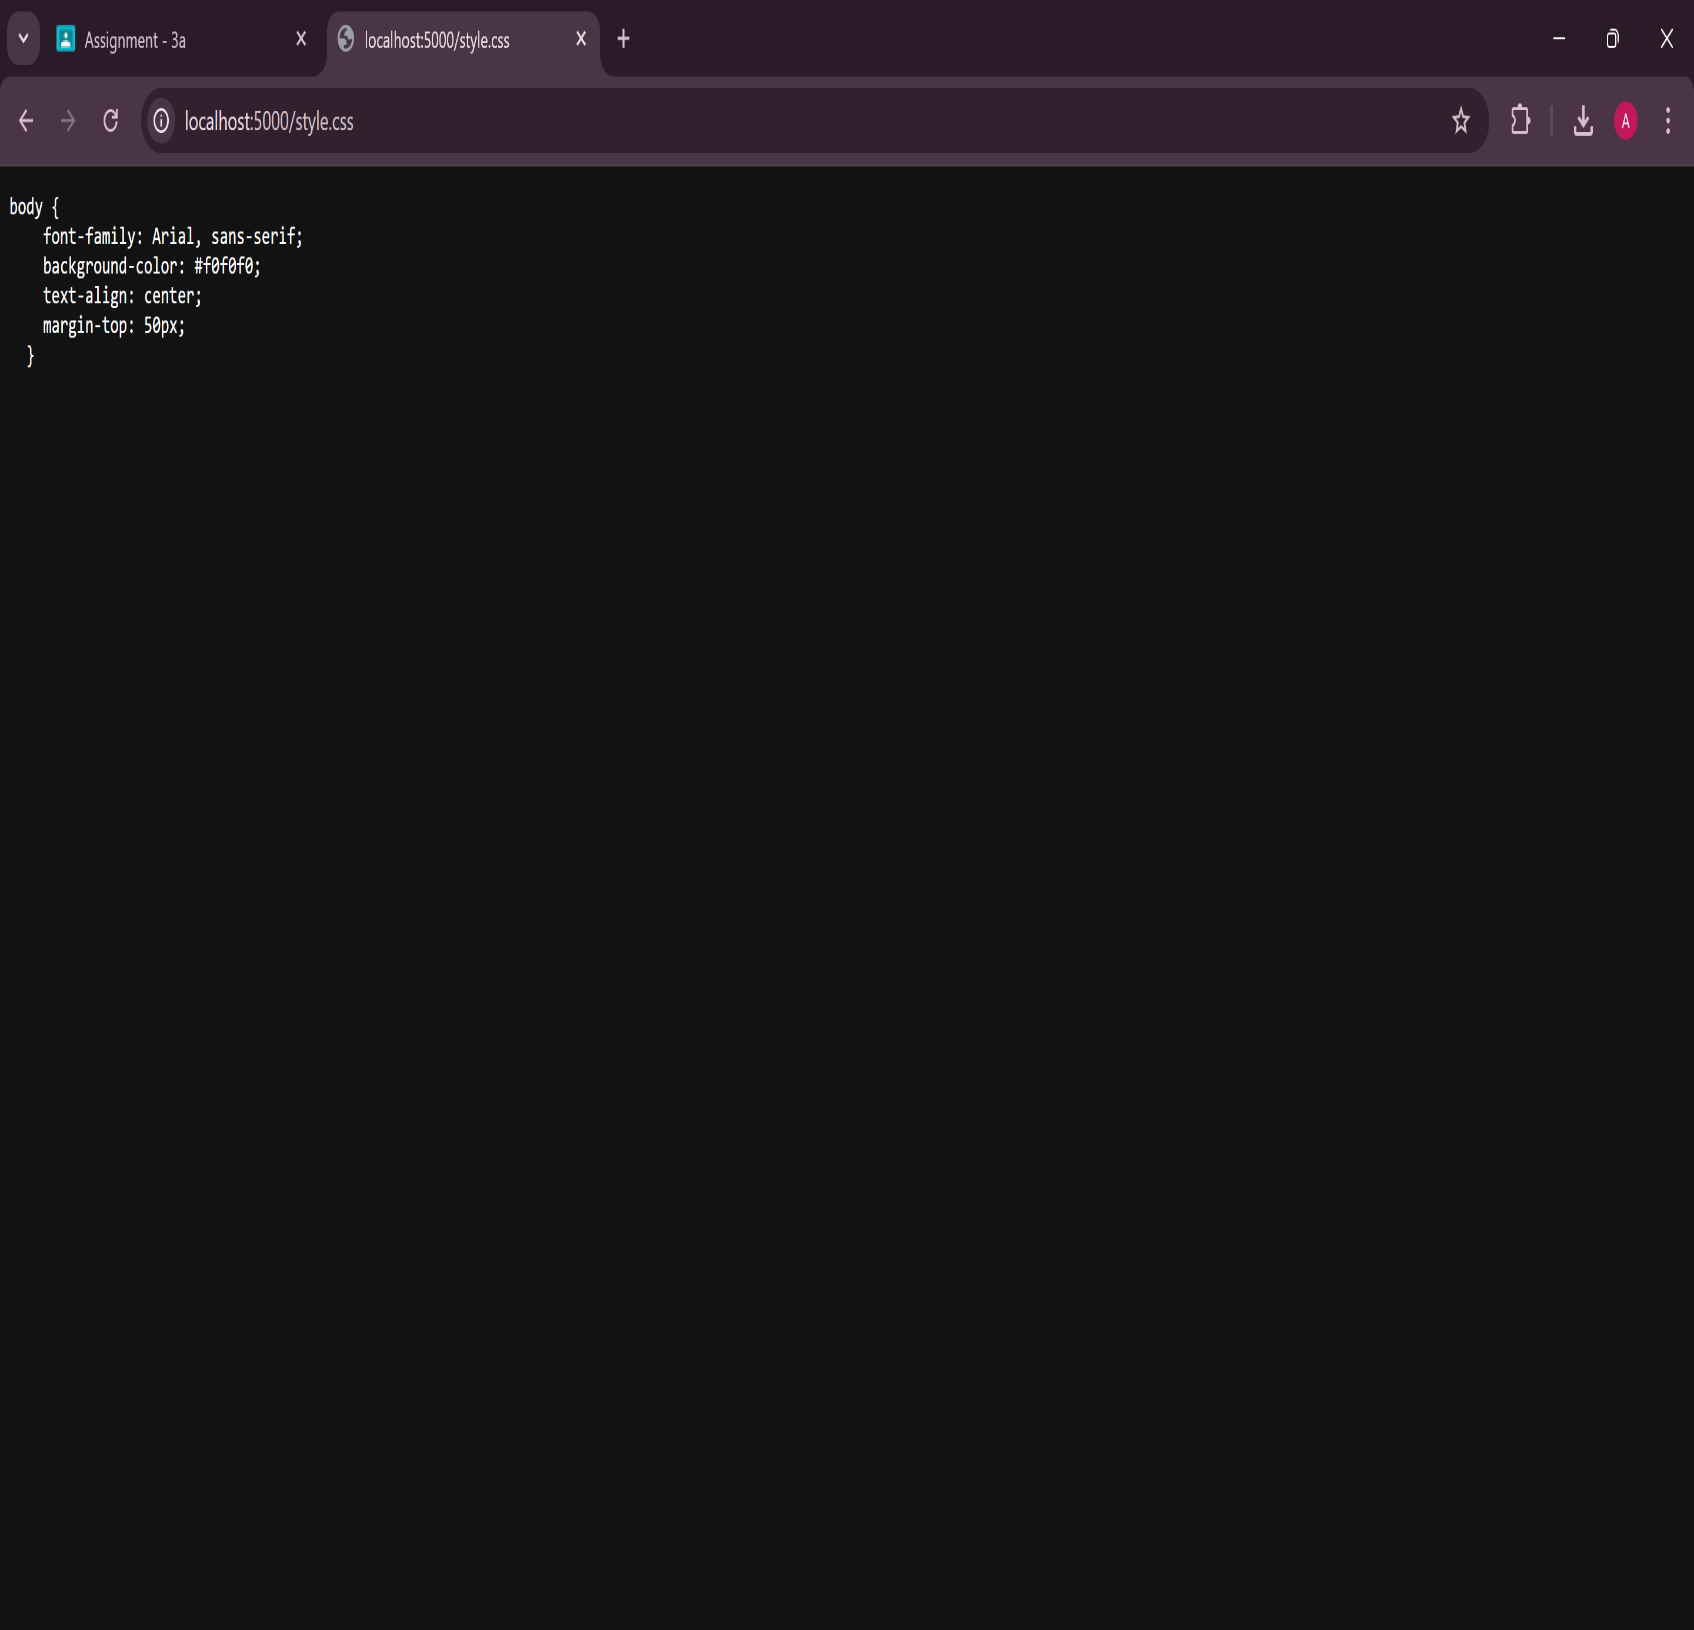 Assignment - 3a
localhost:5000/style.css
localhost:5000/style.css
A
body {
    font-family: Arial, sans-serif;
    background-color: #f0f0f0;
    text-align: center;
    margin-top: 50px;
  }